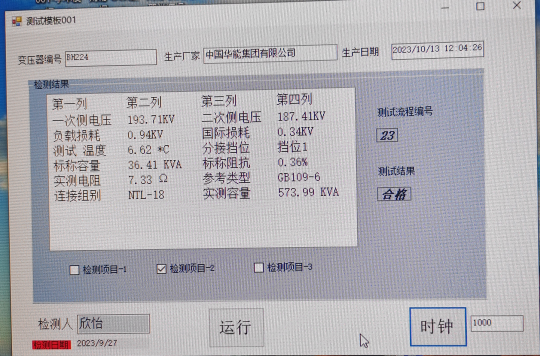 测试模板001
变压器编号 BH224 生产厂家 中国华能集团有限公司 生产日期 2023/10/13 12:04:26
检测结果
第一列 第二列 第三列 第四列
一次侧电压 193.71KV 二次侧电压 187.41KV
负载损耗 0.94KV 国际损耗 0.34KV
测试 温度 6.62 *C 分接挡位 挡位1
标称容量 36.41 KVA 标称阻抗 0.36%
实测电阻 7.33 Ω 参考类型 GB109-6
连接组别 NTL-18 实测容量 573.99 KVA
测试流程编号
23
测试结果
合格
检测项目-1 检测项目-2 检测项目-3
检测人 欣怡 运行 时钟 1000
检测日期 2023/9/27